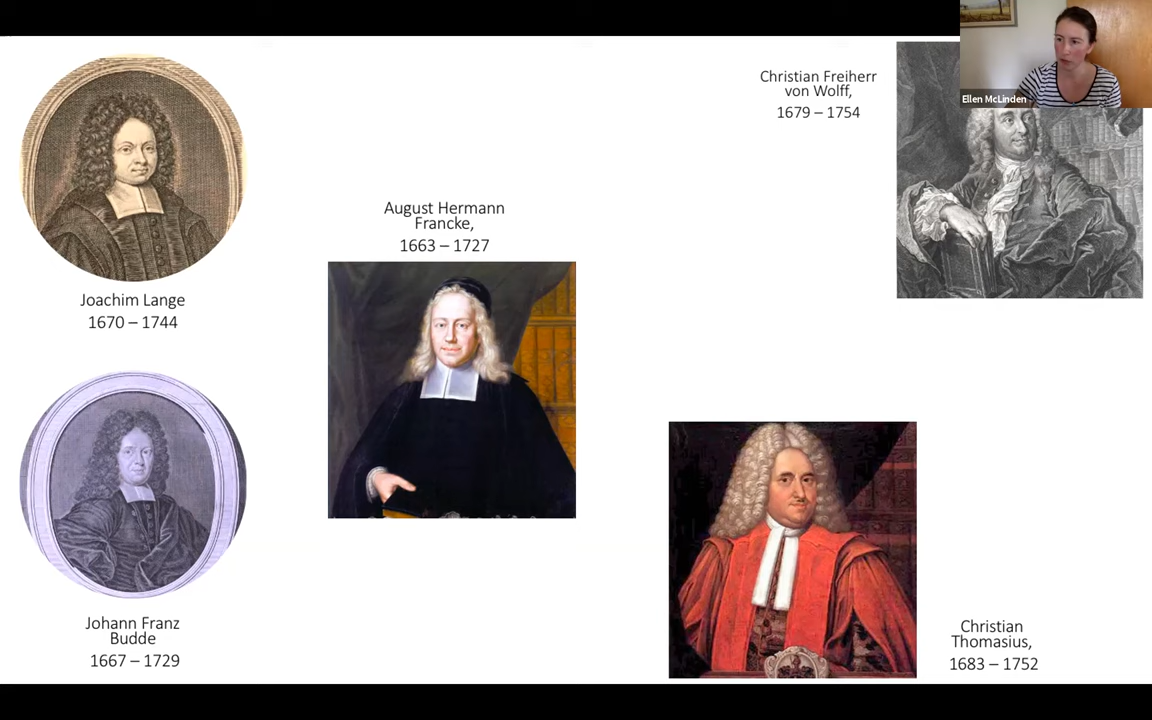 Christian Freiherr
von Wolff,
1679 – 1754
Ellen McLinden
August Hermann
Francke,
1663 – 1727
Joachim Lange
1670 – 1744
Johann Franz
Budde
1667 – 1729
Christian
Thomasius,
1683 – 1752